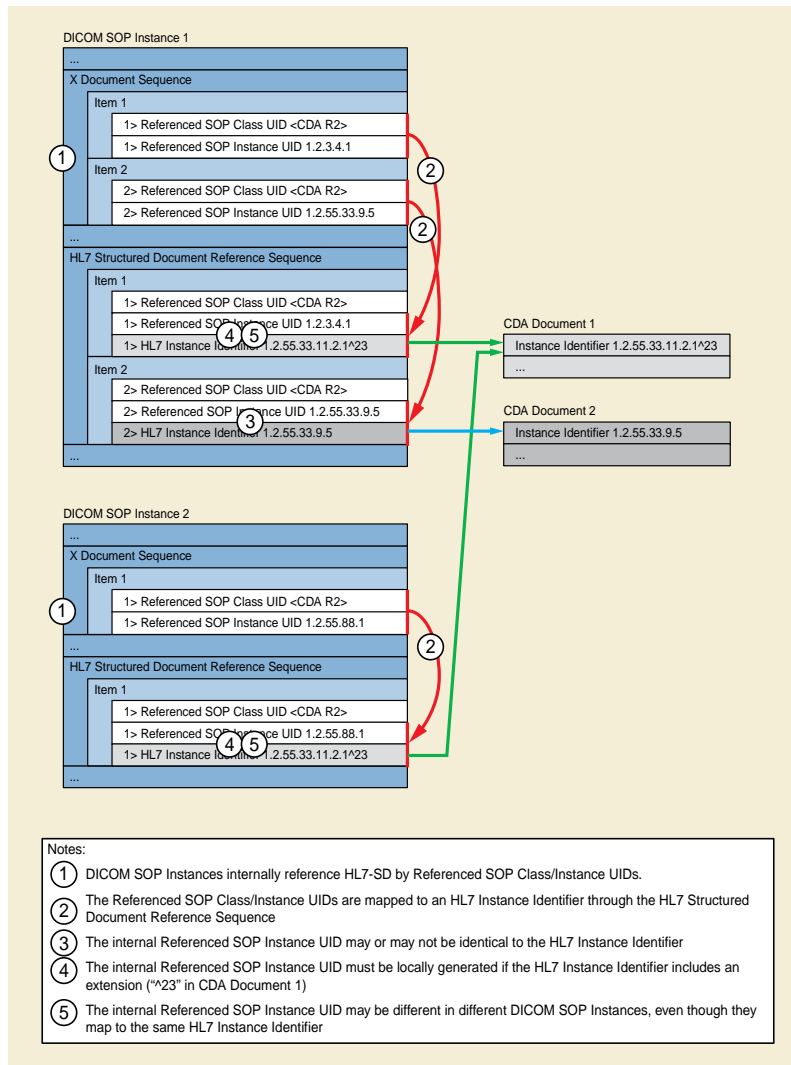 DICOM SOP Instance 1
...
X Document Sequence
Item 1
1> Referenced SOP Class UID <CDA R2>
1> Referenced SOP Instance UID 1.2.3.4.1
1
Item 2
2
2> Referenced SOP Class UID <CDA R2>
2> Referenced SOP Instance UID 1.2.55.33.9.5
2
...
HL7 Structured Document Reference Sequence
Item 1
1> Referenced SOP Class UID <CDA R2>
1> Referenced SOP Instance UID 1.2.3.4.1
4 5
1> HL7 Instance Identifier 1.2.55.33.11.2.1^23
Item 2
2> Referenced SOP Class UID <CDA R2>
2> Referenced SOP Instance UID 1.2.55.33.9.5
3
2> HL7 Instance Identifier 1.2.55.33.9.5
...
CDA Document 1
Instance Identifier 1.2.55.33.11.2.1^23
...
CDA Document 2
Instance Identifier 1.2.55.33.9.5
...
DICOM SOP Instance 2
...
X Document Sequence
Item 1
1> Referenced SOP Class UID <CDA R2>
1
1> Referenced SOP Instance UID 1.2.55.88.1
2
...
HL7 Structured Document Reference Sequence
Item 1
1> Referenced SOP Class UID <CDA R2>
1> Referenced SOP Instance UID 1.2.55.88.1
4 5
1> HL7 Instance Identifier 1.2.55.33.11.2.1^23
...
Notes:
1 DICOM SOP Instances internally reference HL7-SD by Referenced SOP Class/Instance UIDs.
2 The Referenced SOP Class/Instance UIDs are mapped to an HL7 Instance Identifier through the HL7 Structured
Document Reference Sequence
3 The internal Referenced SOP Instance UID may or may not be identical to the HL7 Instance Identifier
4 The internal Referenced SOP Instance UID must be locally generated if the HL7 Instance Identifier includes an
extension (“^23” in CDA Document 1)
5 The internal Referenced SOP Instance UID may be different in different DICOM SOP Instances, even though they
map to the same HL7 Instance Identifier